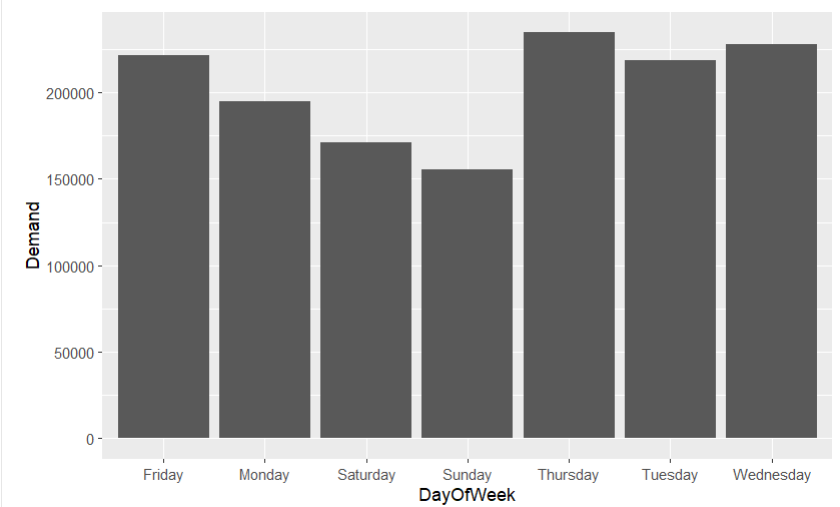 Demand
200000
150000
100000
50000
0
Friday Monday Saturday Sunday Thursday Tuesday Wednesday
DayOfWeek